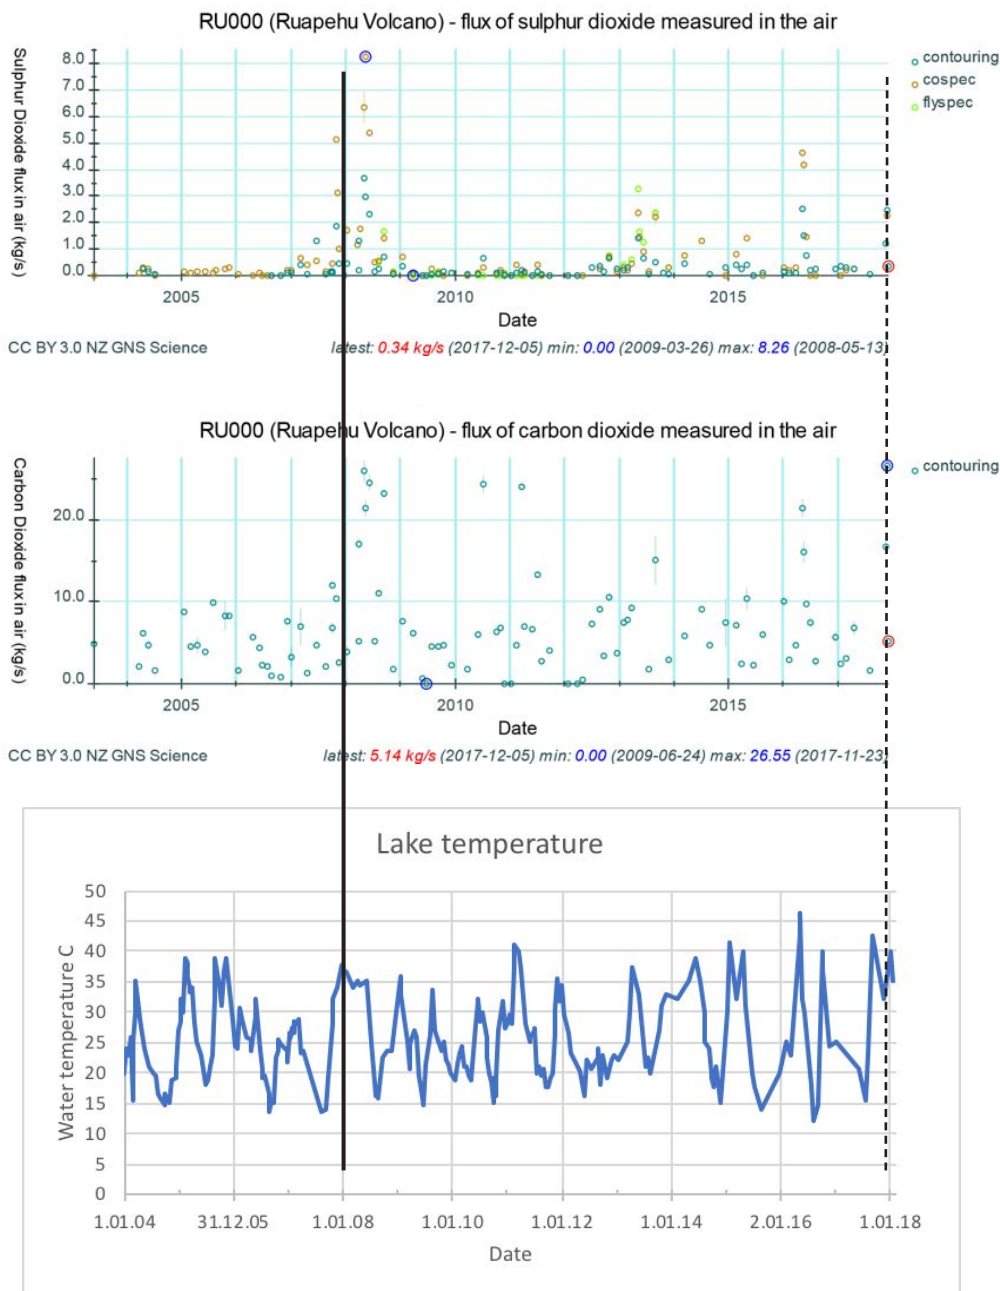 RU000 (Ruapehu Volcano) - flux of sulphur dioxide measured in the air
Sulphur Dioxide flux in air (kg/s)
8.0
7.0
6.0
5.0
4.0
3.0
2.0
1.0
0.0
2005
2010
2015
Date
contouring
cospec
flyspec
CC BY 3.0 NZ GNS Science
latest: 0.34 kg/s (2017-12-05) min: 0.00 (2009-03-26) max: 8.26 (2008-05-13)
RU000 (Ruapehu Volcano) - flux of carbon dioxide measured in the air
Carbon Dioxide flux in air (kg/s)
20.0
10.0
0.0
2005
2010
2015
Date
contouring
CC BY 3.0 NZ GNS Science
latest: 5.14 kg/s (2017-12-05) min: 0.00 (2009-06-24) max: 26.55 (2017-11-23)
Lake temperature
Water temperature C
50
45
40
35
30
25
20
15
10
5
0
1.01.04
31.12.05
1.01.08
1.01.10
1.01.12
1.01.14
2.01.16
1.01.18
Date